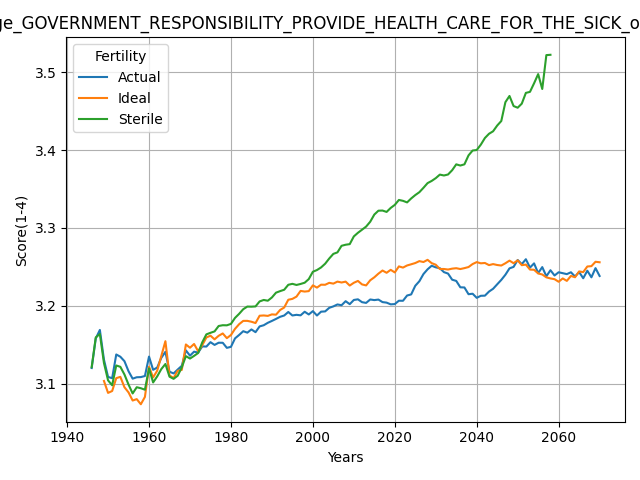 ge_GOVERNMENT_RESPONSIBILITY_PROVIDE_HEALTH_CARE_FOR_THE_SICK_o
Fertility
Actual
Ideal
Sterile
Score(1-4)
3.5
3.4
3.3
3.2
3.1
1940 1960 1980 2000 2020 2040 2060
Years